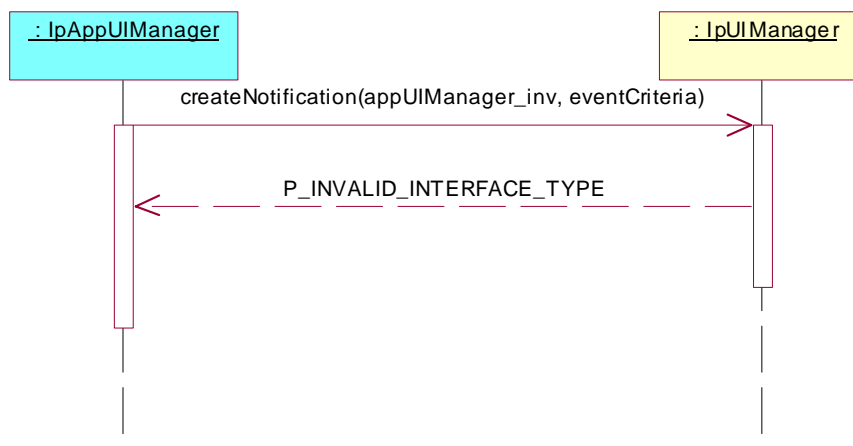 : IpAppUIManager
: IpUIManager
createNotification(appUIManager_inv, eventCriteria)
P_INVALID_INTERFACE_TYPE